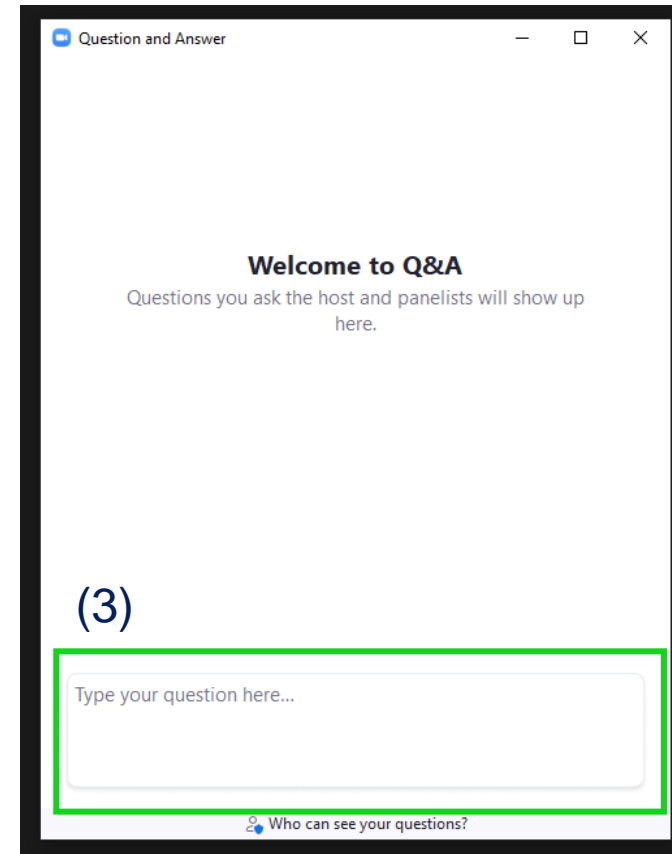 Question and Answer
Welcome to Q&A
Questions you ask the host and panelists will show up
here.
(3)
Type your question here...
Who can see your questions?